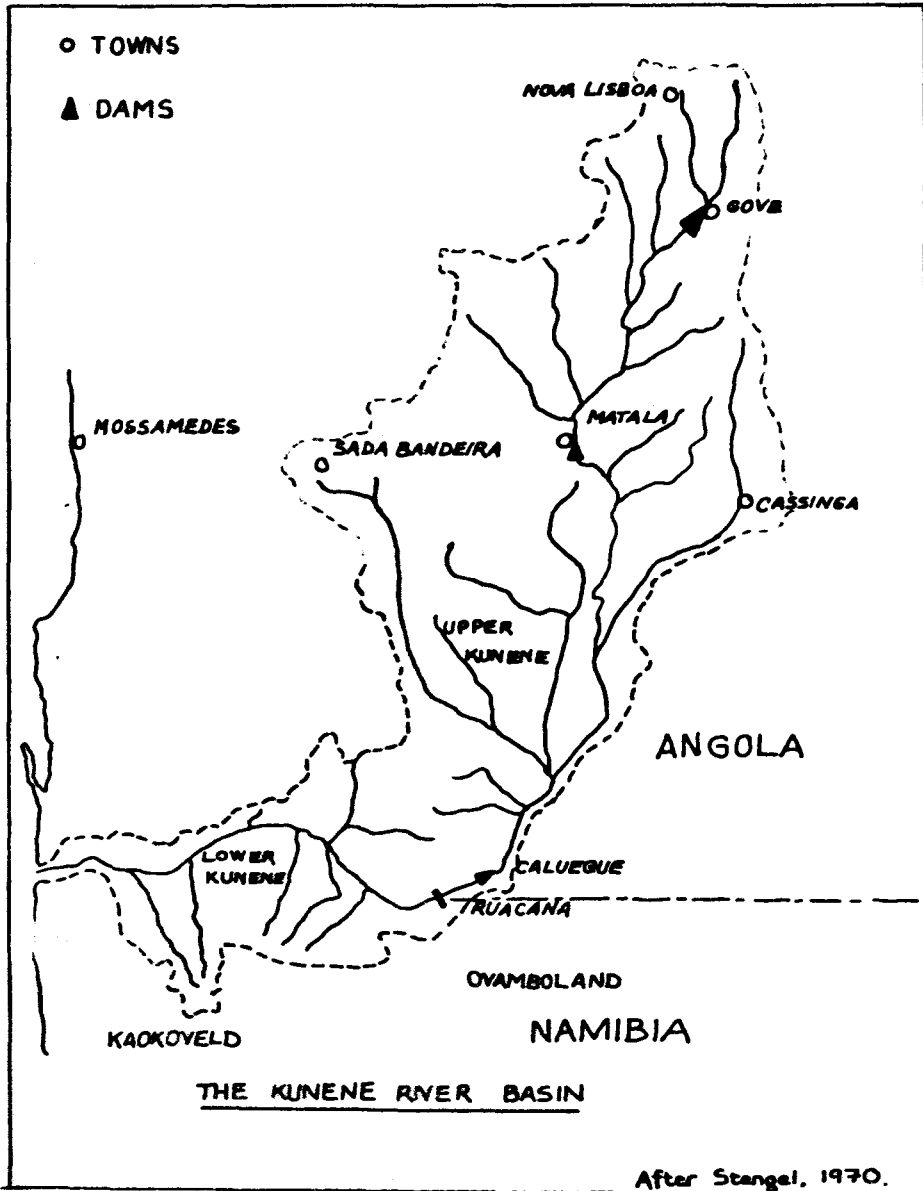 TOWNS
DAMS
NOVA LISBOA
GOVE
MOSSAMEDES
SADA BANDEIRA
MATALA
CASSINGA
UPPER
KUNENE
ANGOLA
LOWER
KUNENE
CALUEQUE
RUACANA
OVAMBOLAND
KAOKOVELD
NAMIBIA
THE KUNENE RIVER BASIN
After Stengel, 1970.